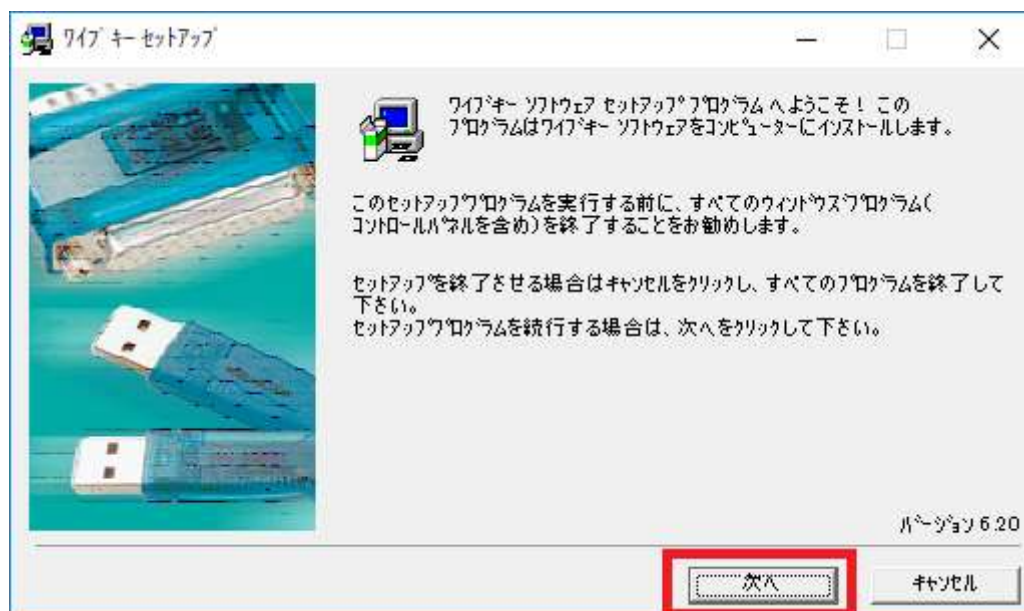 ﾜｲﾌﾞ ｷｰ ｾｯﾄｱｯﾌﾟ
ﾜｲﾌﾞｷｰ ｿﾌﾄｳｪｱ ｾｯﾄｱｯﾌﾟﾌﾟﾛｸﾞﾗﾑ へようこそ! この
ﾌﾟﾛｸﾞﾗﾑはﾜｲﾌﾞｷｰ ｿﾌﾄｳｪｱをｺﾝﾋﾟｭｰﾀｰにｲﾝｽﾄｰﾙします。
このｾｯﾄｱｯﾌﾟﾌﾟﾛｸﾞﾗﾑを実行する前に、すべてのｳｨﾝﾄﾞｳｽﾞﾌﾟﾛｸﾞﾗﾑ(
ｺﾝﾄﾛｰﾙﾊﾟﾈﾙを含め)を終了することをお勧めします。
ｾｯﾄｱｯﾌﾟを終了させる場合はｷｬﾝｾﾙをｸﾘｯｸし、すべてのﾌﾟﾛｸﾞﾗﾑを終了して
下さい。
ｾｯﾄｱｯﾌﾟﾌﾟﾛｸﾞﾗﾑを続行する場合は、次へをｸﾘｯｸして下さい。
ﾊﾞｰｼﾞｮﾝ 6.20
次へ
ｷｬﾝｾﾙ